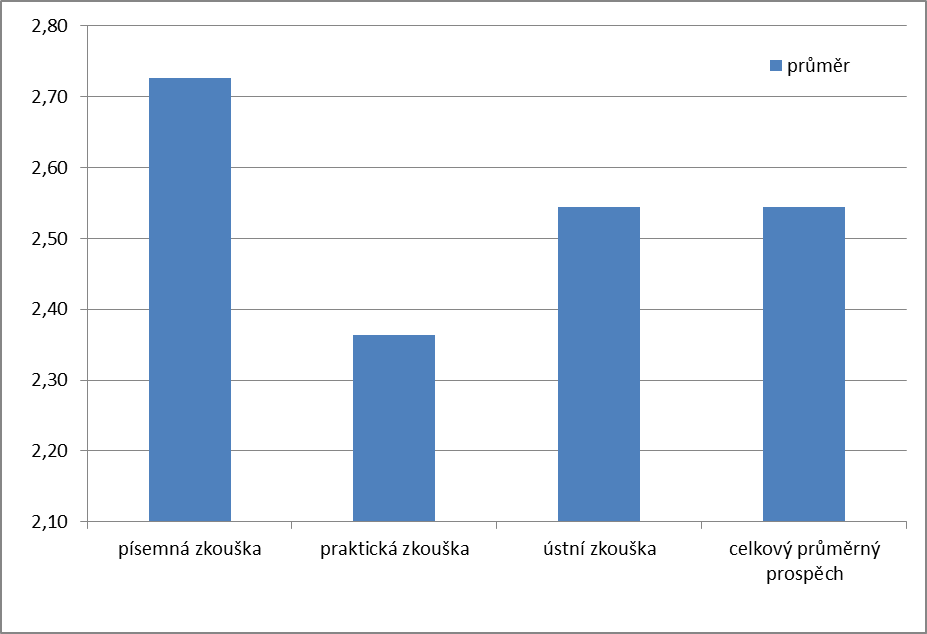 2,80
průměr
2,70
2,60
2,50
2,40
2,30
2,20
2,10
písemná zkouška
praktická zkouška
ústní zkouška
celkový průměrný
prospěch